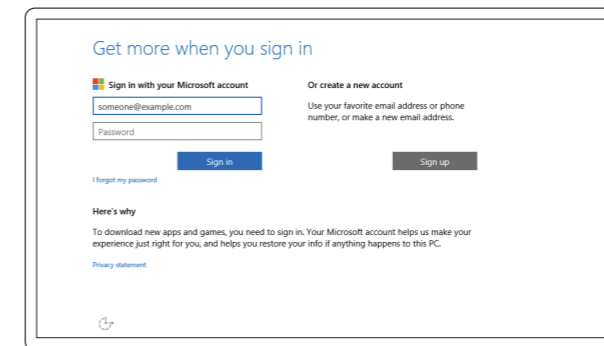 Get more when you sign in
Sign in with your Microsoft account
someone@example.com
Password
Sign in
I forgot my password
Or create a new account
Use your favorite email address or phone
number, or make a new email address.
Sign up
Here's why
To download new apps and games, you need to sign in. Your Microsoft account helps us make your
experience just right for you, and helps you restore your info if anything happens to this PC.
Privacy statement